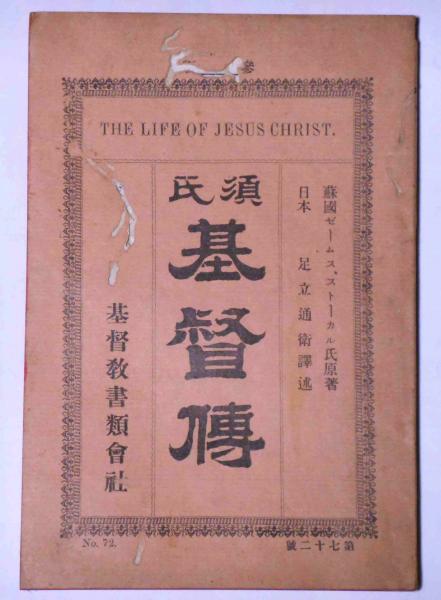 參
THE LIFE OF JESUS CHRIST.
蘇國ゼームス、ストーカル氏原著
日本 足立通衛譯述
須氏
基督傳
基督敎書類會社
第七十二號
No. 72.